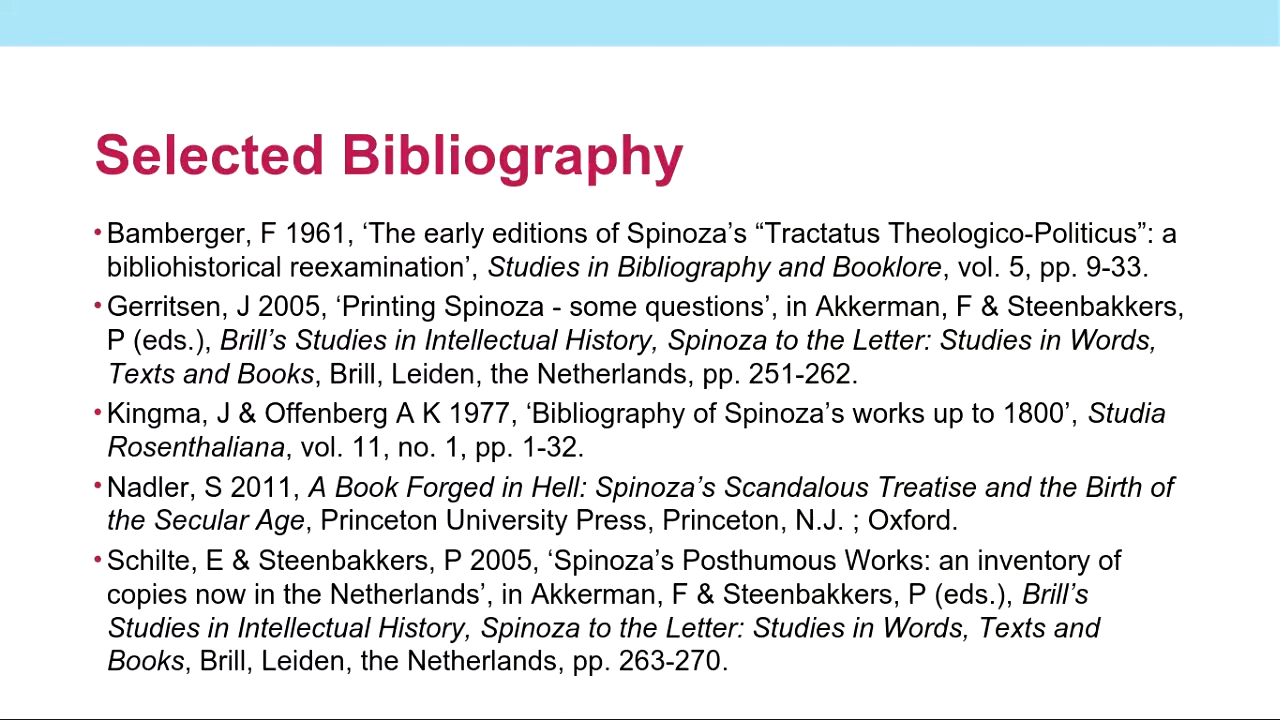 Selected Bibliography
•Bamberger, F 1961, ‘The early editions of Spinoza’s “Tractatus Theologico-Politicus”: a
bibliohistorical reexamination’, Studies in Bibliography and Booklore, vol. 5, pp. 9-33.
•Gerritsen, J 2005, ‘Printing Spinoza - some questions’, in Akkerman, F & Steenbakkers,
P (eds.), Brill’s Studies in Intellectual History, Spinoza to the Letter: Studies in Words,
Texts and Books, Brill, Leiden, the Netherlands, pp. 251-262.
•Kingma, J & Offenberg A K 1977, ‘Bibliography of Spinoza’s works up to 1800’, Studia
Rosenthaliana, vol. 11, no. 1, pp. 1-32.
•Nadler, S 2011, A Book Forged in Hell: Spinoza’s Scandalous Treatise and the Birth of
the Secular Age, Princeton University Press, Princeton, N.J. ; Oxford.
•Schilte, E & Steenbakkers, P 2005, ‘Spinoza’s Posthumous Works: an inventory of
copies now in the Netherlands’, in Akkerman, F & Steenbakkers, P (eds.), Brill’s
Studies in Intellectual History, Spinoza to the Letter: Studies in Words, Texts and
Books, Brill, Leiden, the Netherlands, pp. 263-270.